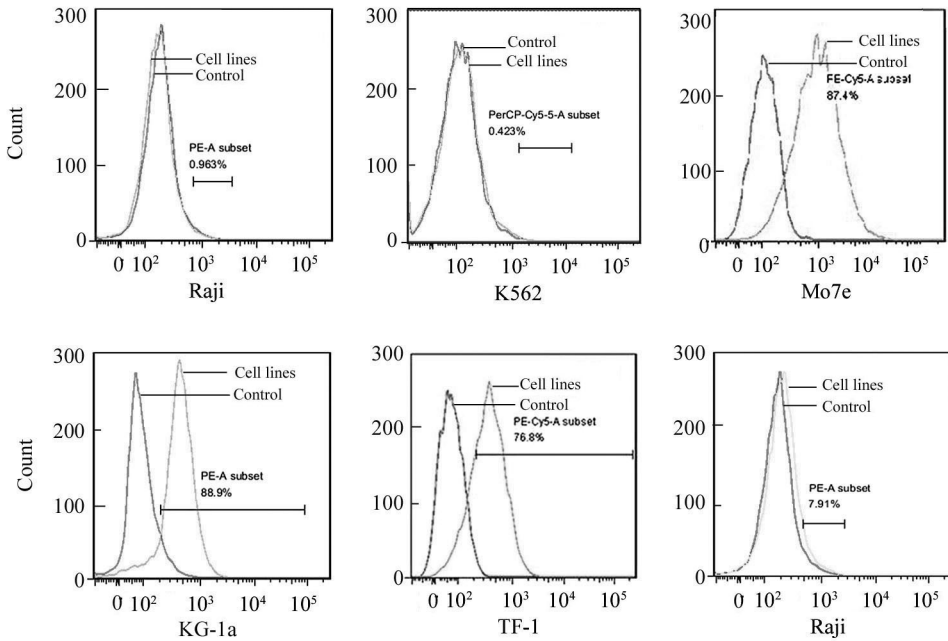 Count
300
200
100
0
Cell lines
Control
PE-A subset
0.963%
0 10² 10³ 10⁴ 10⁵
Raji
300
200
100
0
Control
Cell lines
PerCP-Cy5-5-A subset
0.423%
10² 10³ 10⁴ 10⁵
K562
300
200
100
0
Cell lines
Control
PE-Cy5-A subset
87.4%
0 10² 10³ 10⁴ 10⁵
Mo7e
Count
300
200
100
0
Cell lines
Control
PE-A subset
88.9%
0 10² 10³ 10⁴ 10⁵
KG-1a
300
200
100
0
Cell lines
Control
PE-Cy5-A subset
76.8%
0 10² 10³ 10⁴ 10⁵
TF-1
300
200
100
0
Cell lines
Control
PE-A subset
7.91%
0 10² 10³ 10⁴ 10⁵
Raji